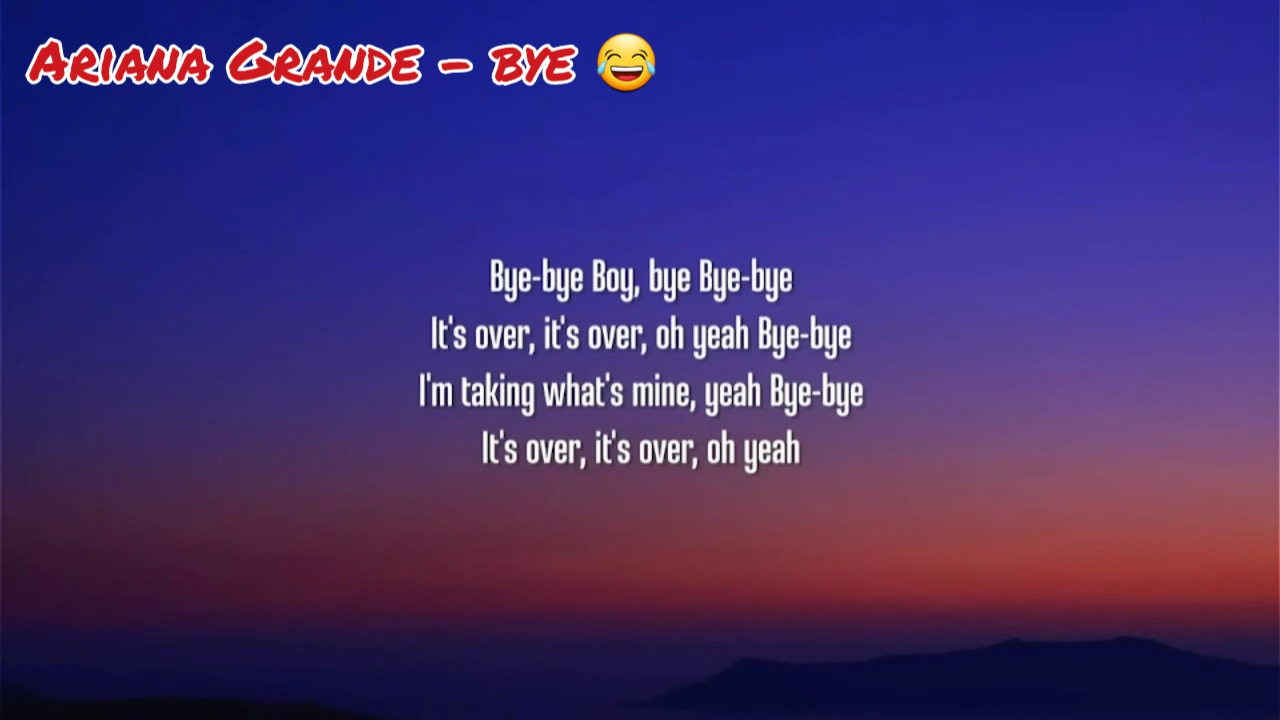 Ariana Grande - bye 😂
Bye-bye Boy, bye Bye-bye
It's over, it's over, oh yeah Bye-bye
I'm taking what's mine, yeah Bye-bye
It's over, it's over, oh yeah